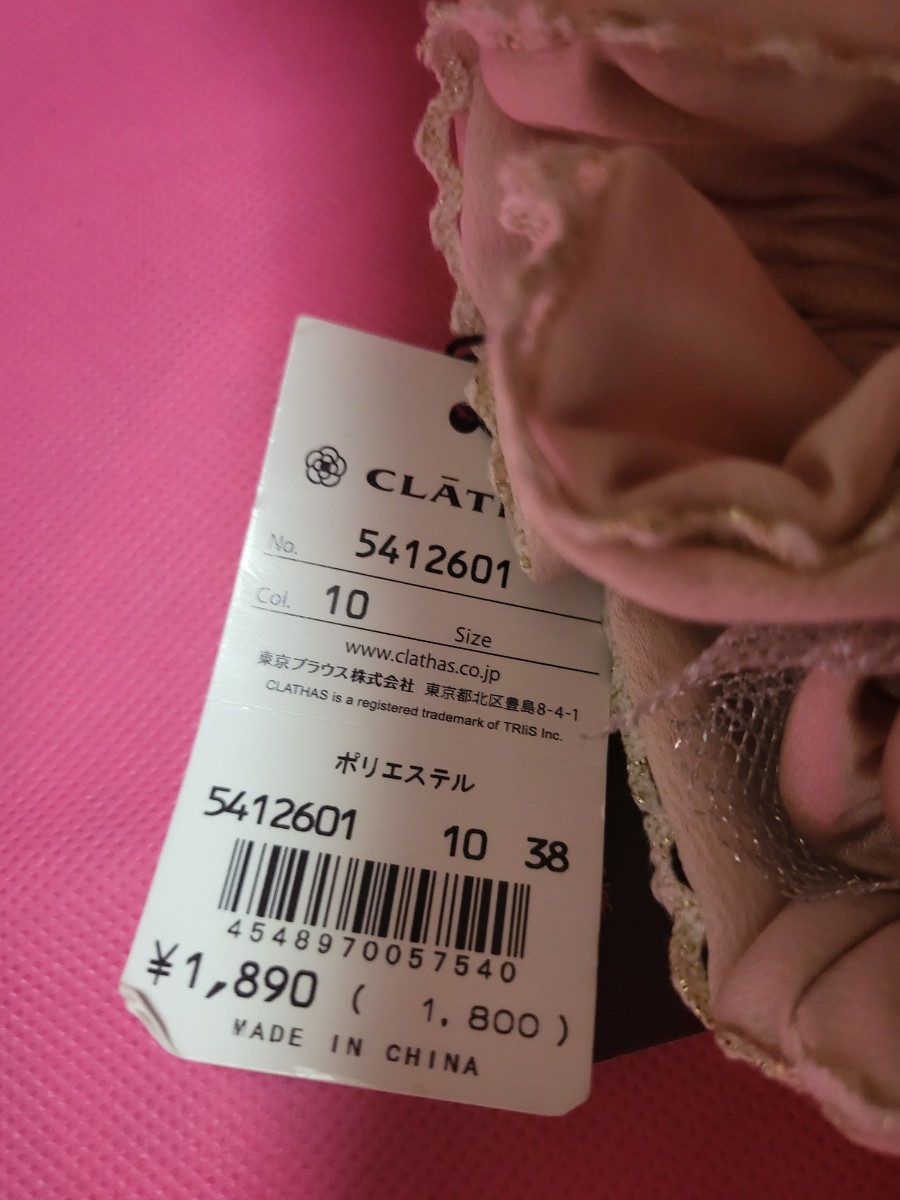 CLĀT
No. 5412601
Col. 10 Size
www.clathas.co.jp
東京ブラウス株式会社 東京都北区豊島8-4-1
CLATHAS is a registered trademark of TRIiS Inc.
ポリエステル
5412601 10 38
4548970057540
¥1,890 ( 1.800 )
MADE IN CHINA